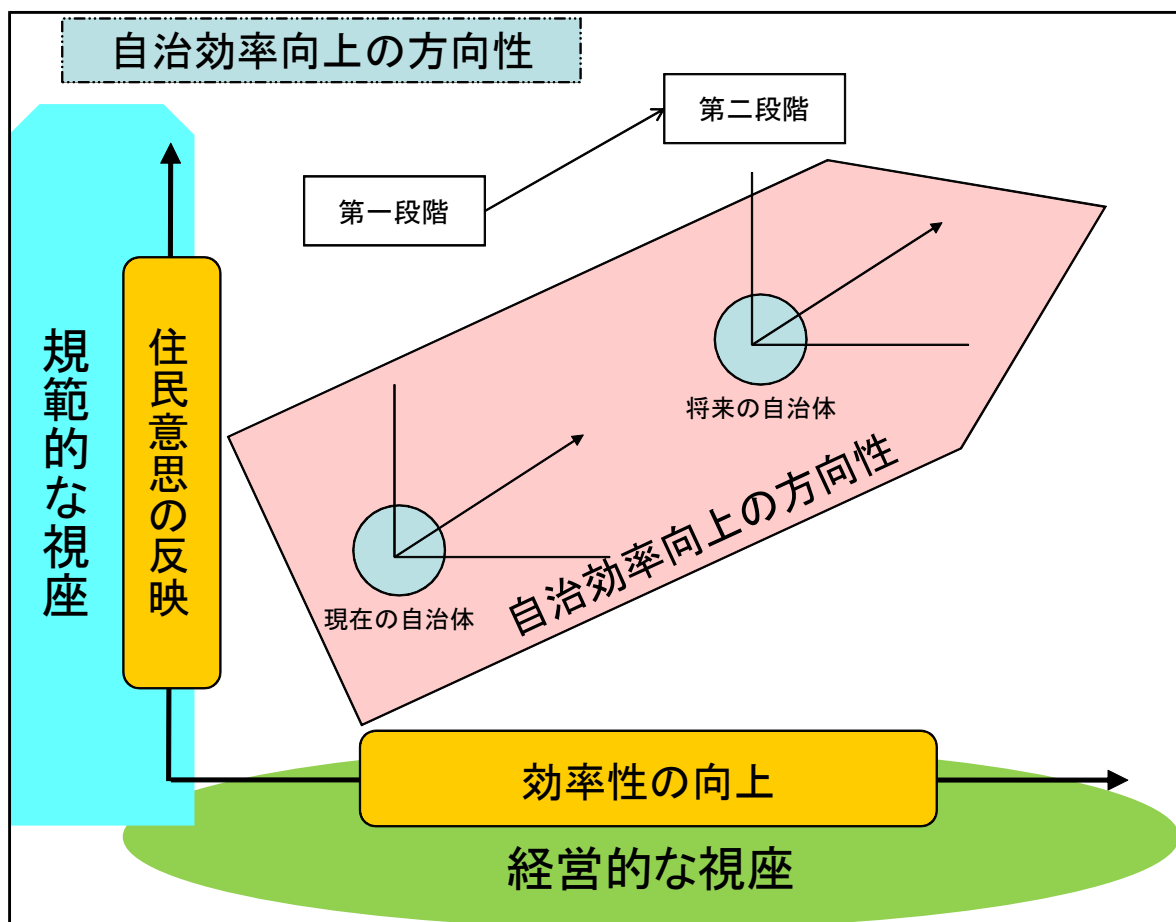 自治効率向上の方向性
第二段階
第一段階
規範的な視座
住民意思の反映
将来の自治体
現在の自治体
自治効率向上の方向性
効率性の向上
経営的な視座